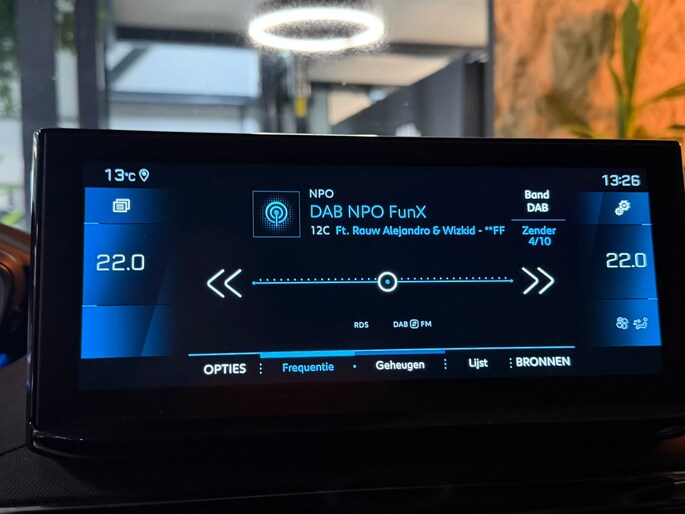 13°C
13:26
NPO
DAB NPO FunX
12C Ft. Rauw Alejandro & Wizkid - **FF
Band
DAB
Zender
4/10
22.0
22.0
RDS
DAB FM
OPTIES
Frequentie
Geheugen
Lijst
BRONNEN